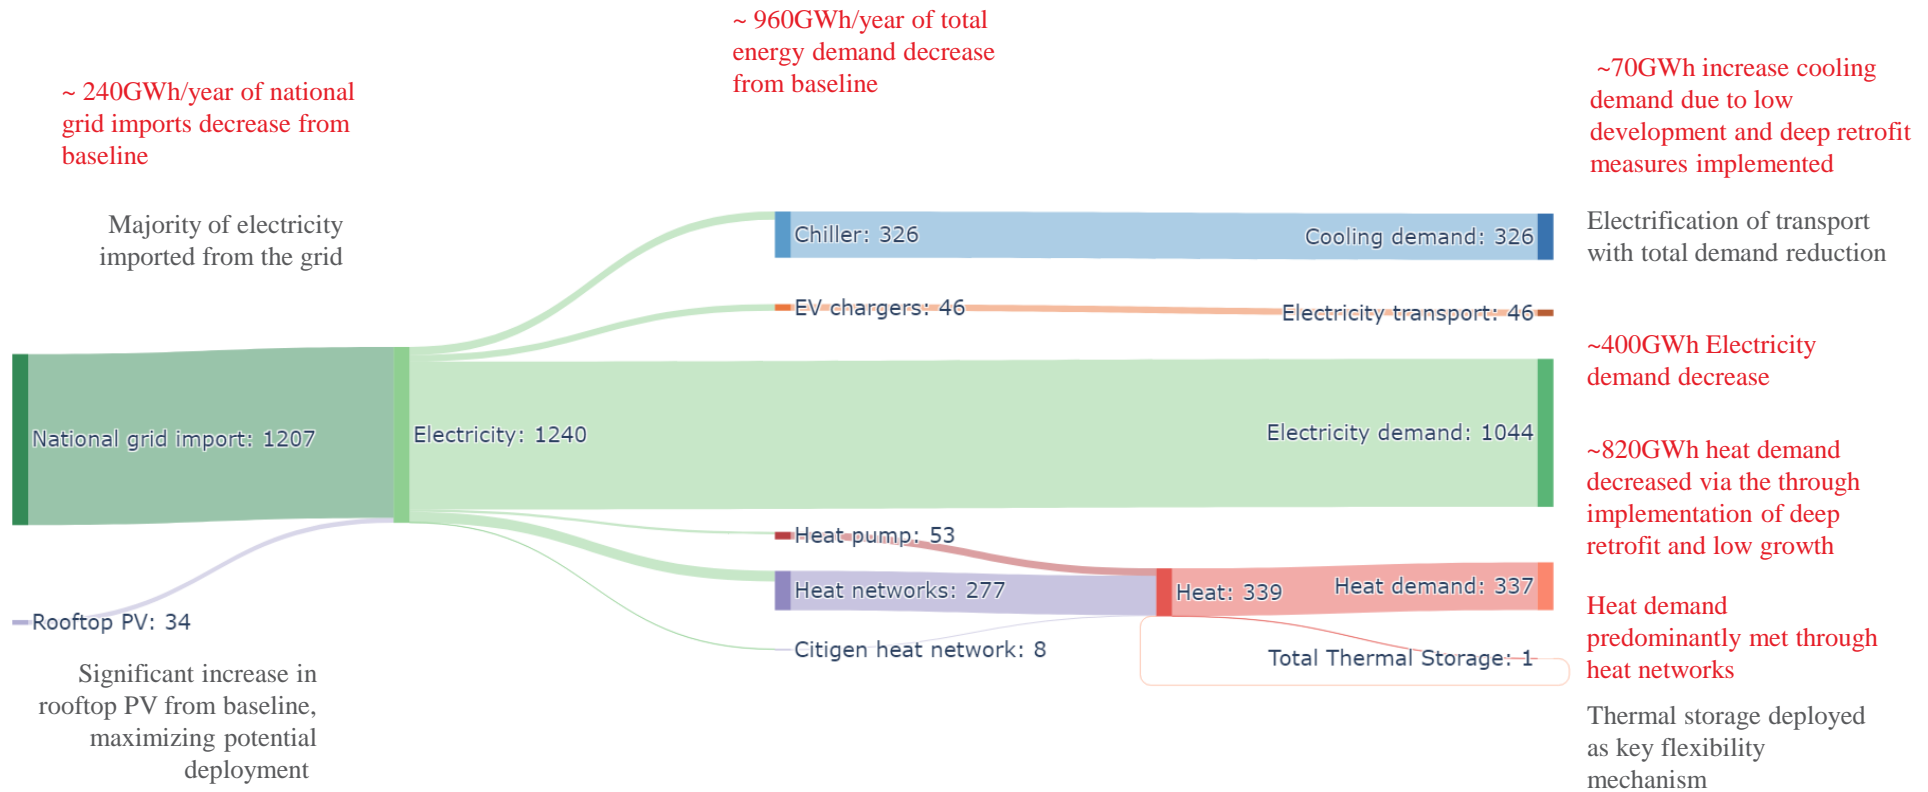 ~ 960GWh/year of total
energy demand decrease
from baseline
~ 240GWh/year of national
grid imports decrease from
baseline
~70GWh increase cooling
demand due to low
development and deep retrofit
measures implemented
Majority of electricity
imported from the grid
Electrification of transport
with total demand reduction
Chiller: 326
Cooling demand: 326
EV chargers: 46
Electricity transport: 46
~400GWh Electricity
demand decrease
National grid import: 1207
Electricity: 1240
Electricity demand: 1044
~820GWh heat demand
decreased via the through
implementation of deep
retrofit and low growth
Heat pump: 53
Heat networks: 277
Heat: 339
Heat demand: 337
Rooftop PV: 34
Citigen heat network: 8
Total Thermal Storage: 1
Heat demand
predominantly met through
heat networks
Significant increase in
rooftop PV from baseline,
maximizing potential
deployment
Thermal storage deployed
as key flexibility
mechanism